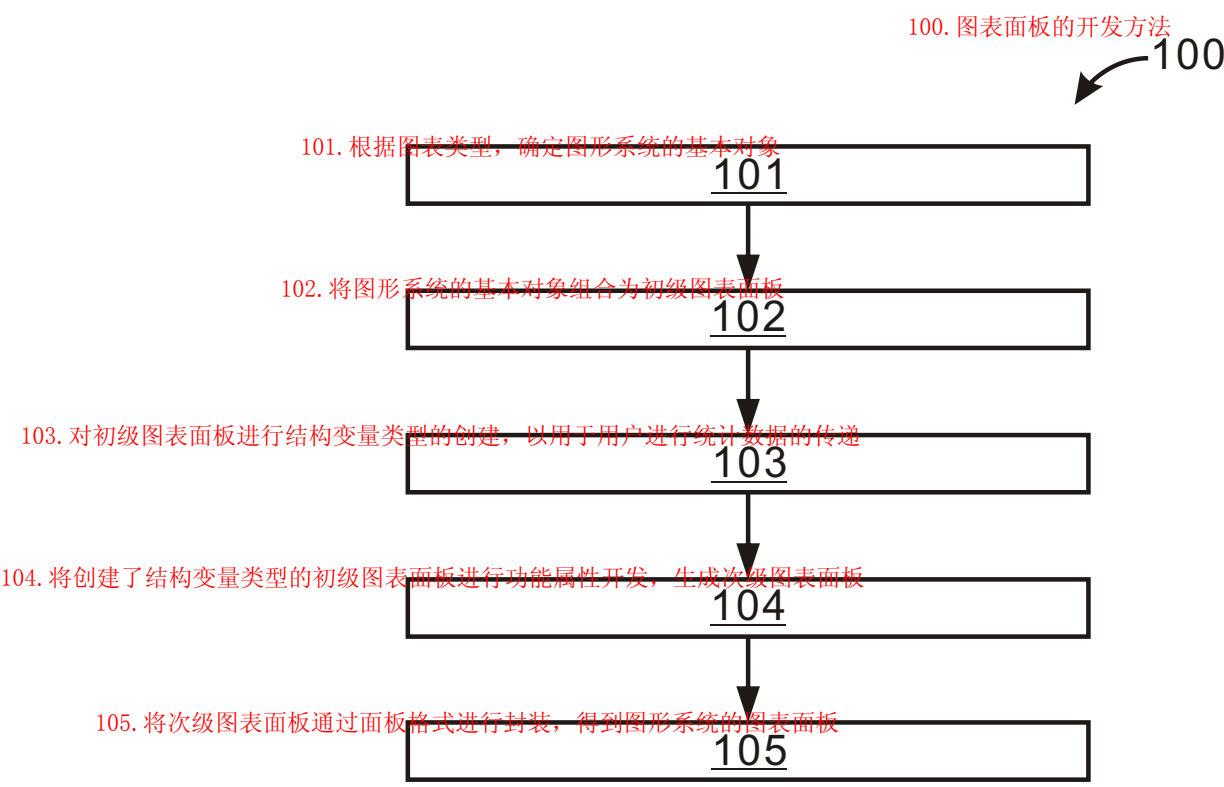 100.图表面板的开发方法
100
101.根据图表类型，确定图形系统的基本对象
101
102.将图形系统的基本对象组合为初级图表面板
102
103.对初级图表面板进行结构变量类型的创建，以用于用户进行统计数据的传递
103
104.将创建了结构变量类型的初级图表面板进行功能属性开发，生成次级图表面板
104
105.将次级图表面板通过面板格式进行封装，得到图形系统的图表面板
105